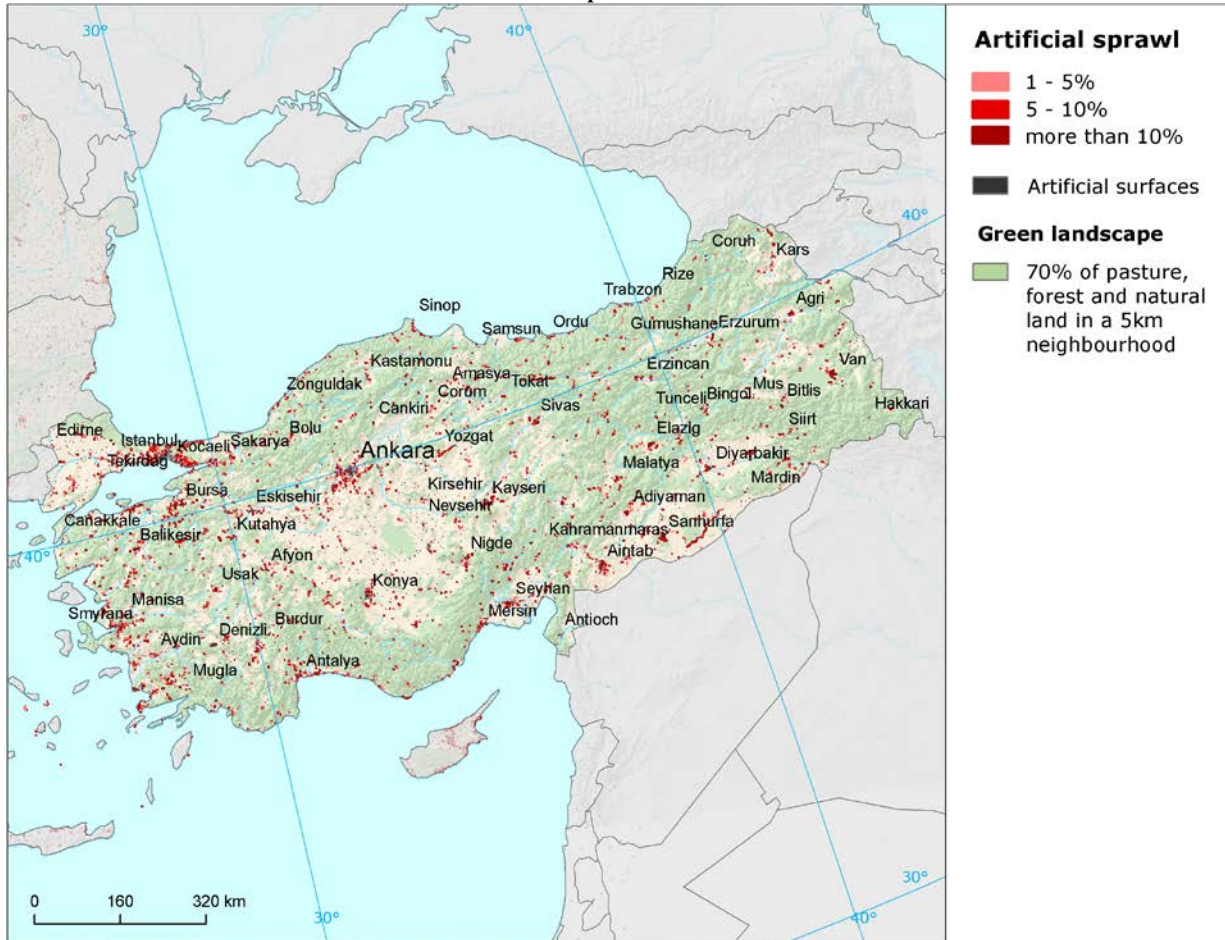 30°
40°
Artificial sprawl
1 - 5%
5 - 10%
more than 10%
Artificial surfaces
Green landscape
70% of pasture,
forest and natural
land in a 5km
neighbourhood
40°
Coruh
Kars
Rize
Trabzon
Agri
Sinop
Samsun
Ordu
Gumushane
Erzurum
Kastamonu
Erzincan
Van
Zonguldak
Amasya
Tokat
Corum
Mus
Bitlis
Bingol
Tunceli
Hakkari
Cankiri
Sivas
Siirt
Edirne
Istanbul
Kocaeli
Sakarya
Bolu
Yozgat
Elazig
Ankara
Tekirdag
Malatya
Diyarbakir
Mardin
Bursa
Eskisehir
Kirsehir
Kayseri
Nevsehir
Adiyaman
Canakkale
Kutahya
Balikesir
Kahramanmaras
Sanhurfa
40°
Afyon
Nigde
Aintab
Usak
Konya
Seyhan
Manisa
Smyrana
Mersin
Antioch
Burdur
Denizli
Aydin
Antalya
Mugla
0 160 320 km
30°
30°
40°